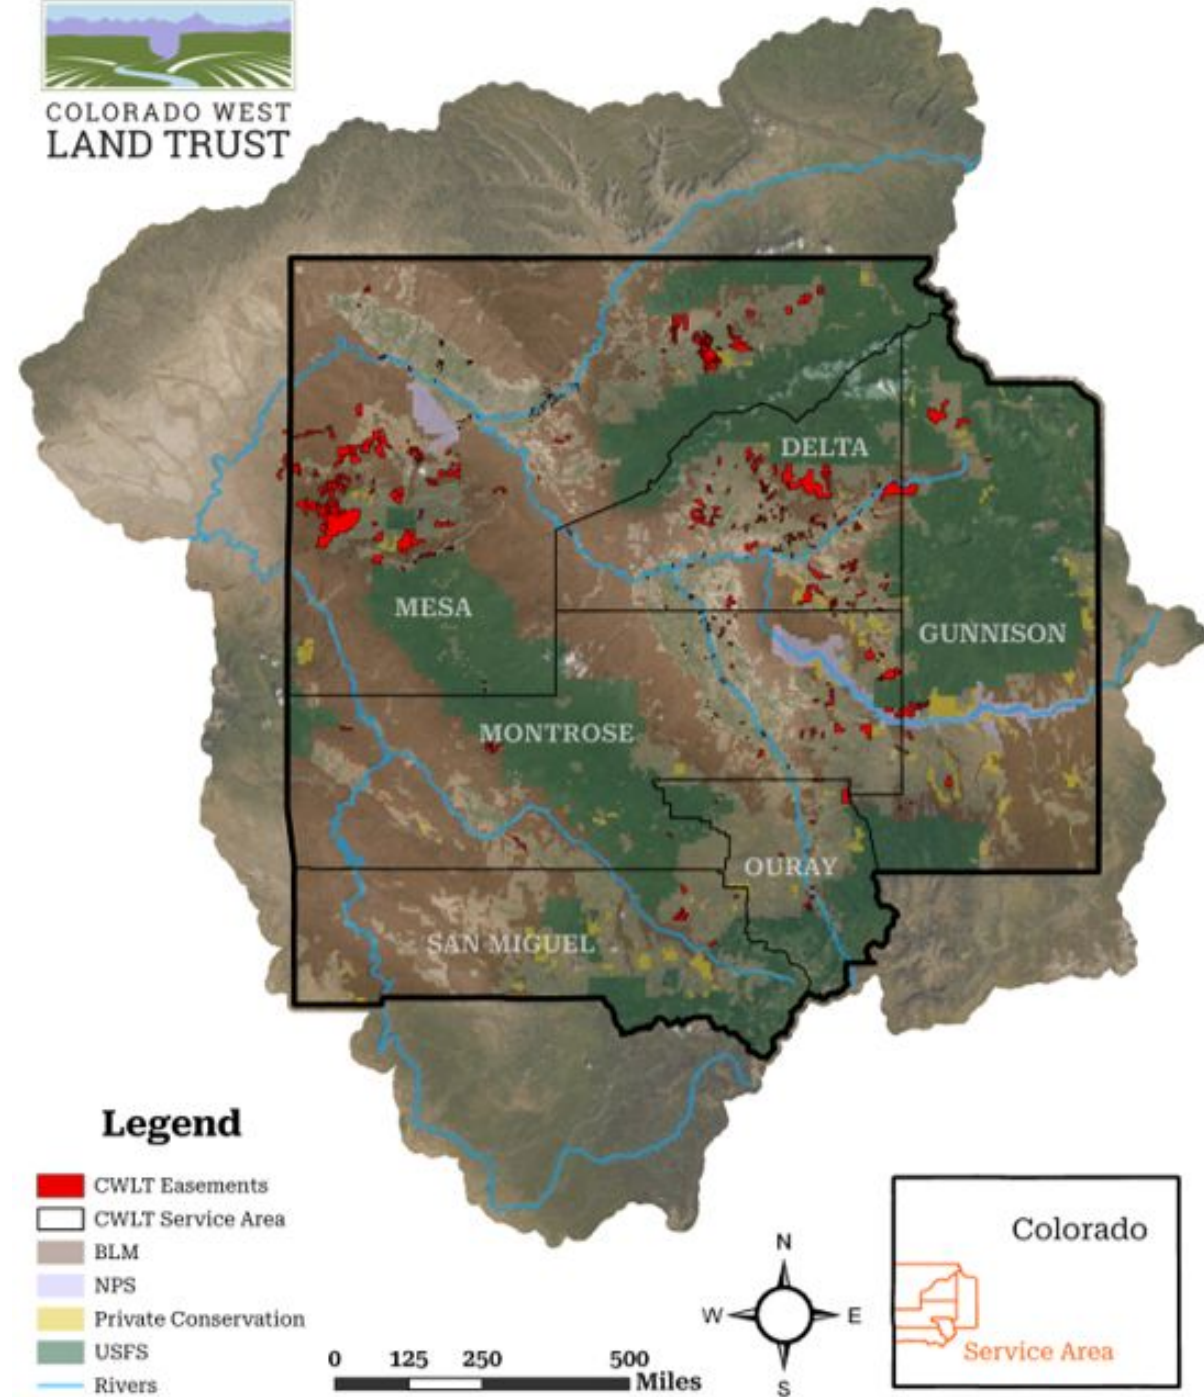 COLORADO WEST
LAND TRUST
DELTA
MESA
GUNNISON
MONTROSE
OURAY
SAN MIGUEL
Legend
CWLT Easements
CWLT Service Area
BLM
NPS
Private Conservation
USFS
Rivers
0 125 250 500
Miles
N
W E
S
Colorado
Service Area